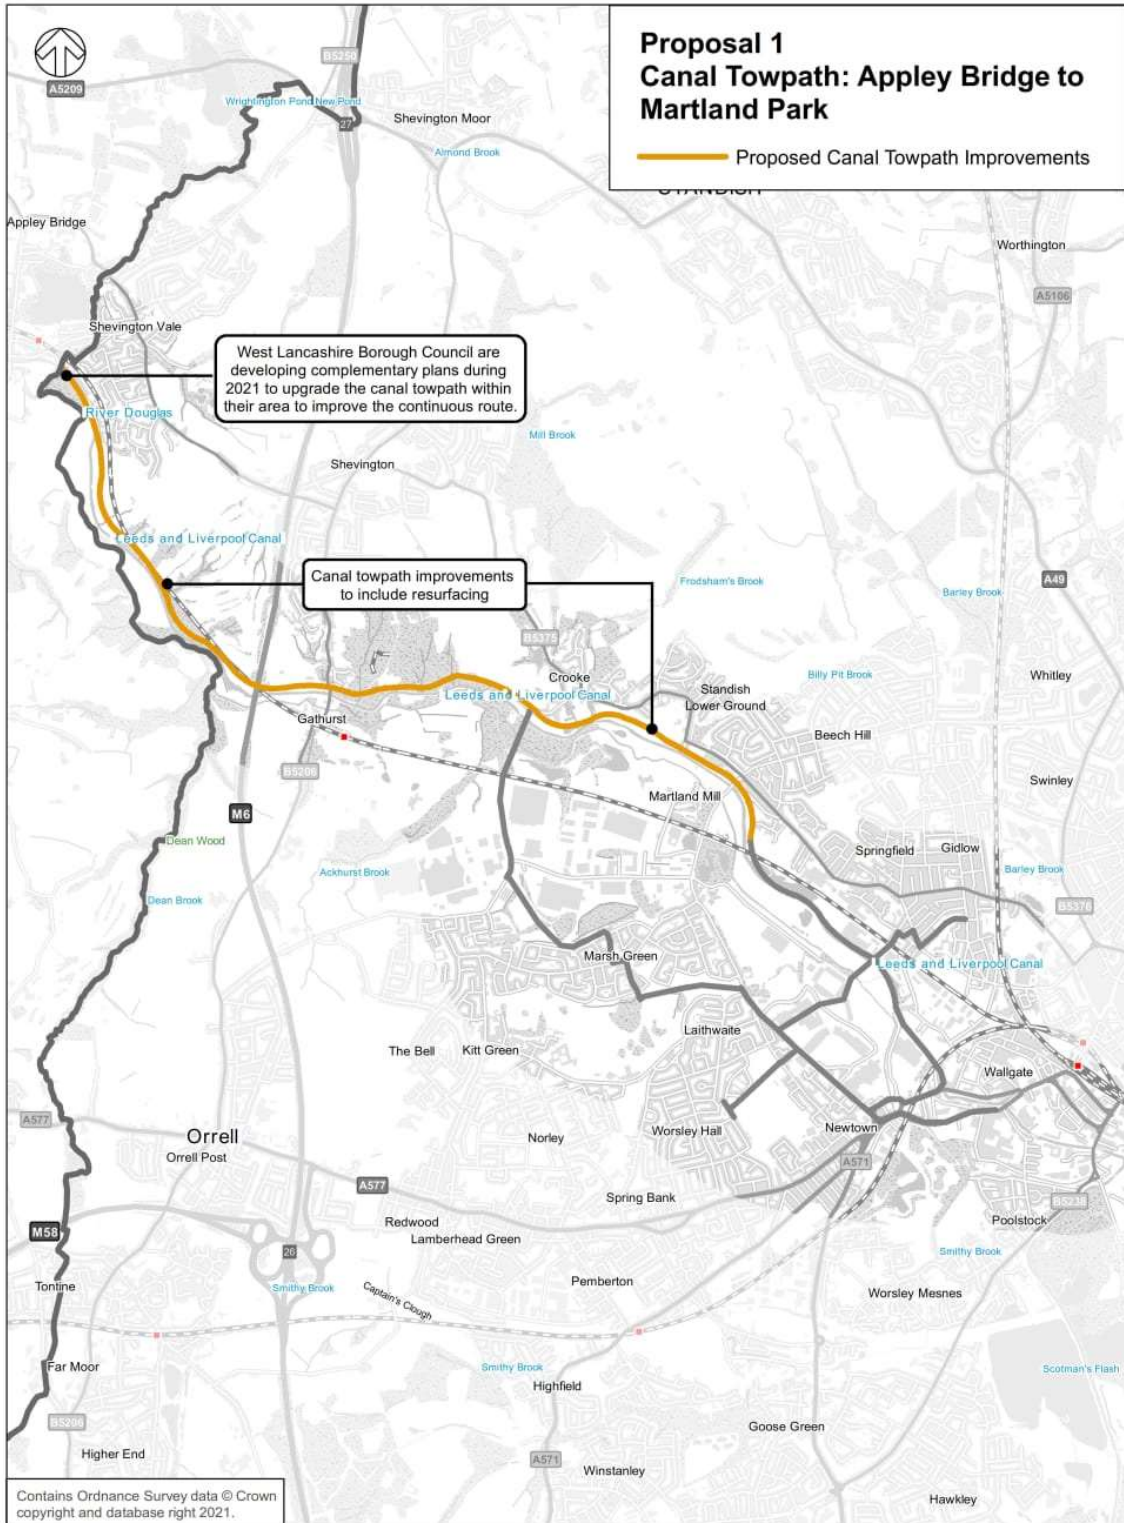 Proposal 1
Canal Towpath: Appley Bridge to
Martland Park
Proposed Canal Towpath Improvements
B5250
A5209
Wrightington Pond New Pond
27
Shevington Moor
Almond Brook
STANDISH
Appley Bridge
Worthington
A5106
Shevington Vale
West Lancashire Borough Council are
developing complementary plans during
2021 to upgrade the canal towpath within
their area to improve the continuous route.
River Douglas
Mill Brook
Shevington
Leeds and Liverpool Canal
Canal towpath improvements
to include resurfacing
Frodsham's Brook
A49
Barley Brook
B5375
Crooke
Billy Pit Brook
Whitley
Leeds and Liverpool Canal
Standish
Lower Ground
Gathurst
Beech Hill
B5206
Swinley
Martland Mill
M6
Dean Wood
Springfield
Gidlow
Ackhurst Brook
Barley Brook
Dean Brook
B5376
Marsh Green
Leeds and Liverpool Canal
Laithwaite
The Bell
Kitt Green
Wallgate
A577
Orrell
Orrell Post
Norley
Worsley Hall
Newtown
A571
A577
Spring Bank
B5238
M58
Redwood
Lamberhead Green
Poolstock
26
Smithy Brook
Tontine
Smithy Brook
Captain's Clough
Pemberton
Worsley Mesnes
Far Moor
Smithy Brook
Highfield
Scotman's Flash
B5206
Goose Green
Higher End
A571
Winstanley
Hawkley
Contains Ordnance Survey data © Crown
copyright and database right 2021.